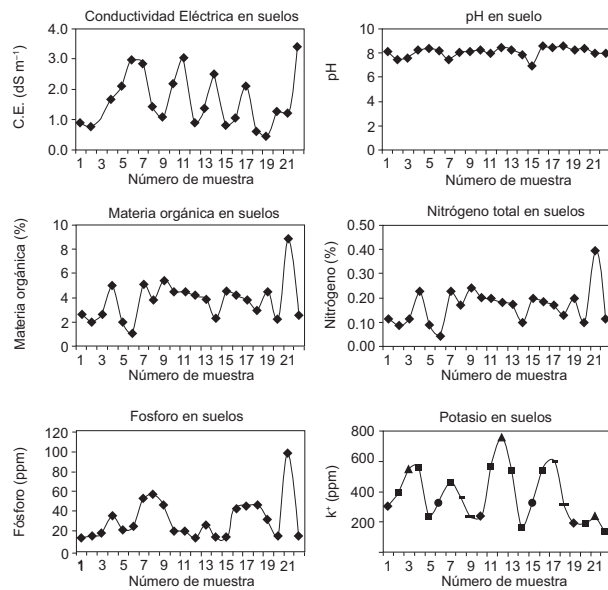 Conductividad Eléctrica en suelos
4.0
3.0
2.0
1.0
0.0
C.E. (dS m⁻¹)
1 3 5 7 9 11 13 15 17 19 21
Número de muestra
pH en suelo
10
8
6
4
2
0
pH
1 3 5 7 9 11 13 15 17 19 21
Número de muestra
Materia orgánica en suelos
10
8
6
4
2
0
Materia orgánica (%)
1 3 5 7 9 11 13 15 17 19 21
Número de muestra
Nitrógeno total en suelos
0.50
0.40
0.30
0.20
0.10
0.00
Nitrógeno (%)
1 3 5 7 9 11 13 15 17 19 21
Número de muestra
Fosforo en suelos
120
100
80
60
40
20
0
Fósforo (ppm)
1 3 5 7 9 11 13 15 17 19 21
Número de muestra
Potasio en suelos
800
600
400
200
k⁺ (ppm)
1 3 5 7 9 11 13 15 17 19 21
Número de muestra